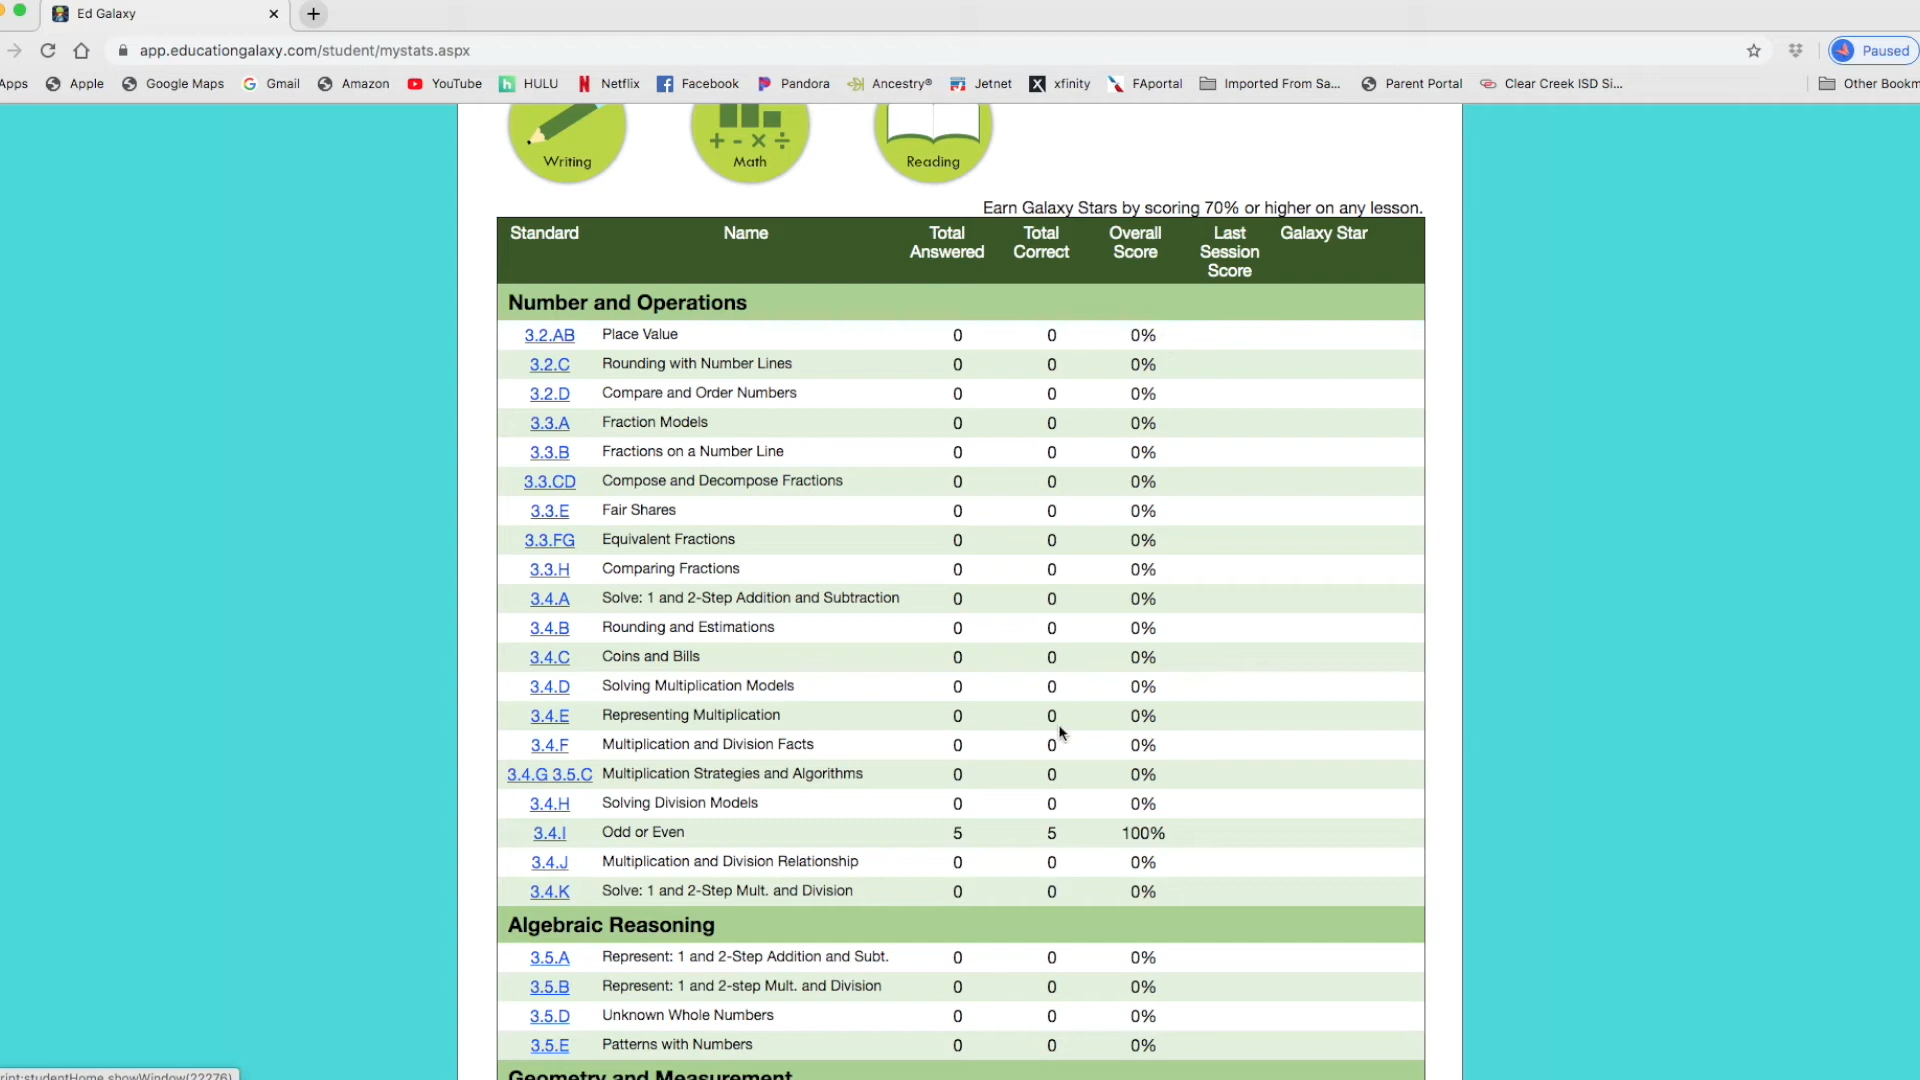 Ed Galaxy
app.educationgalaxy.com/student/mystats.aspx
Paused
Apps Apple Google Maps Gmail Amazon YouTube HULU Netflix Facebook Pandora Ancestry® Jetnet xfinity FAportal Imported From Sa... Parent Portal Clear Creek ISD Si... Other Bookm
Writing Math Reading
Earn Galaxy Stars by scoring 70% or higher on any lesson.
Standard Name Total Answered Total Correct Overall Score Last Session Score Galaxy Star
Number and Operations
3.2.AB Place Value 0 0 0%
3.2.C Rounding with Number Lines 0 0 0%
3.2.D Compare and Order Numbers 0 0 0%
3.3.A Fraction Models 0 0 0%
3.3.B Fractions on a Number Line 0 0 0%
3.3.CD Compose and Decompose Fractions 0 0 0%
3.3.E Fair Shares 0 0 0%
3.3.FG Equivalent Fractions 0 0 0%
3.3.H Comparing Fractions 0 0 0%
3.4.A Solve: 1 and 2-Step Addition and Subtraction 0 0 0%
3.4.B Rounding and Estimations 0 0 0%
3.4.C Coins and Bills 0 0 0%
3.4.D Solving Multiplication Models 0 0 0%
3.4.E Representing Multiplication 0 0 0%
3.4.F Multiplication and Division Facts 0 0 0%
3.4.G 3.5.C Multiplication Strategies and Algorithms 0 0 0%
3.4.H Solving Division Models 0 0 0%
3.4.I Odd or Even 5 5 100%
3.4.J Multiplication and Division Relationship 0 0 0%
3.4.K Solve: 1 and 2-Step Mult. and Division 0 0 0%
Algebraic Reasoning
3.5.A Represent: 1 and 2-Step Addition and Subt. 0 0 0%
3.5.B Represent: 1 and 2-step Mult. and Division 0 0 0%
3.5.D Unknown Whole Numbers 0 0 0%
3.5.E Patterns with Numbers 0 0 0%
Geometry and Measurement
ript:studentHome.showWindow(22276)